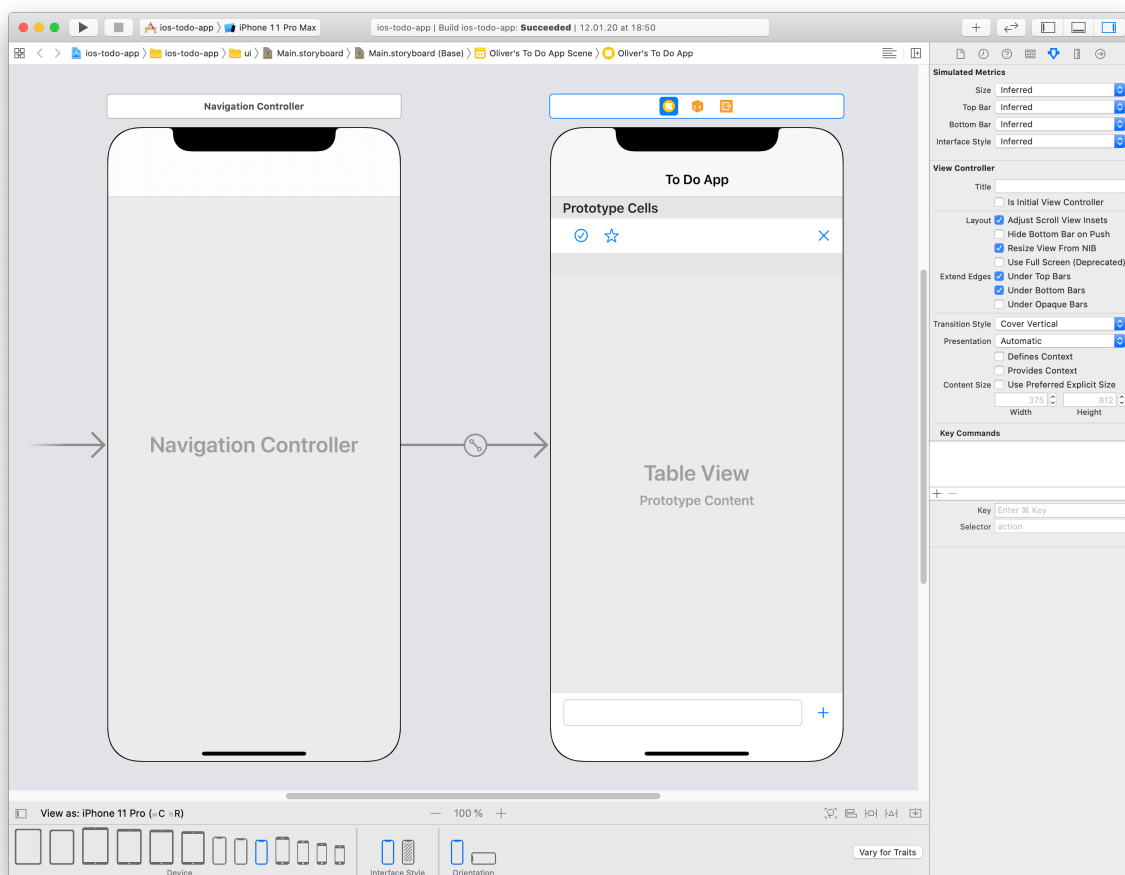 ios-todo-app 〉 iPhone 11 Pro Max
ios-todo-app | Build ios-todo-app: Succeeded | 12.01.20 at 18:50
ios-todo-app 〉 ios-todo-app 〉 ui 〉 Main.storyboard 〉 Main.storyboard (Base) 〉 Oliver's To Do App Scene 〉 Oliver's To Do App
Navigation Controller
To Do App
Prototype Cells
Navigation Controller
Table View
Prototype Content
View as: iPhone 11 Pro (wC hR)
100 %
Device
Interface Style
Orientation
Vary for Traits
Simulated Metrics
Size Inferred
Top Bar Inferred
Bottom Bar Inferred
Interface Style Inferred
View Controller
Title
Is Initial View Controller
Layout Adjust Scroll View Insets
Hide Bottom Bar on Push
Resize View From NIB
Use Full Screen (Deprecated)
Extend Edges Under Top Bars
Under Bottom Bars
Under Opaque Bars
Transition Style Cover Vertical
Presentation Automatic
Defines Context
Provides Context
Content Size Use Preferred Explicit Size
375 812
Width Height
Key Commands
Key Enter ⌘ Key
Selector action